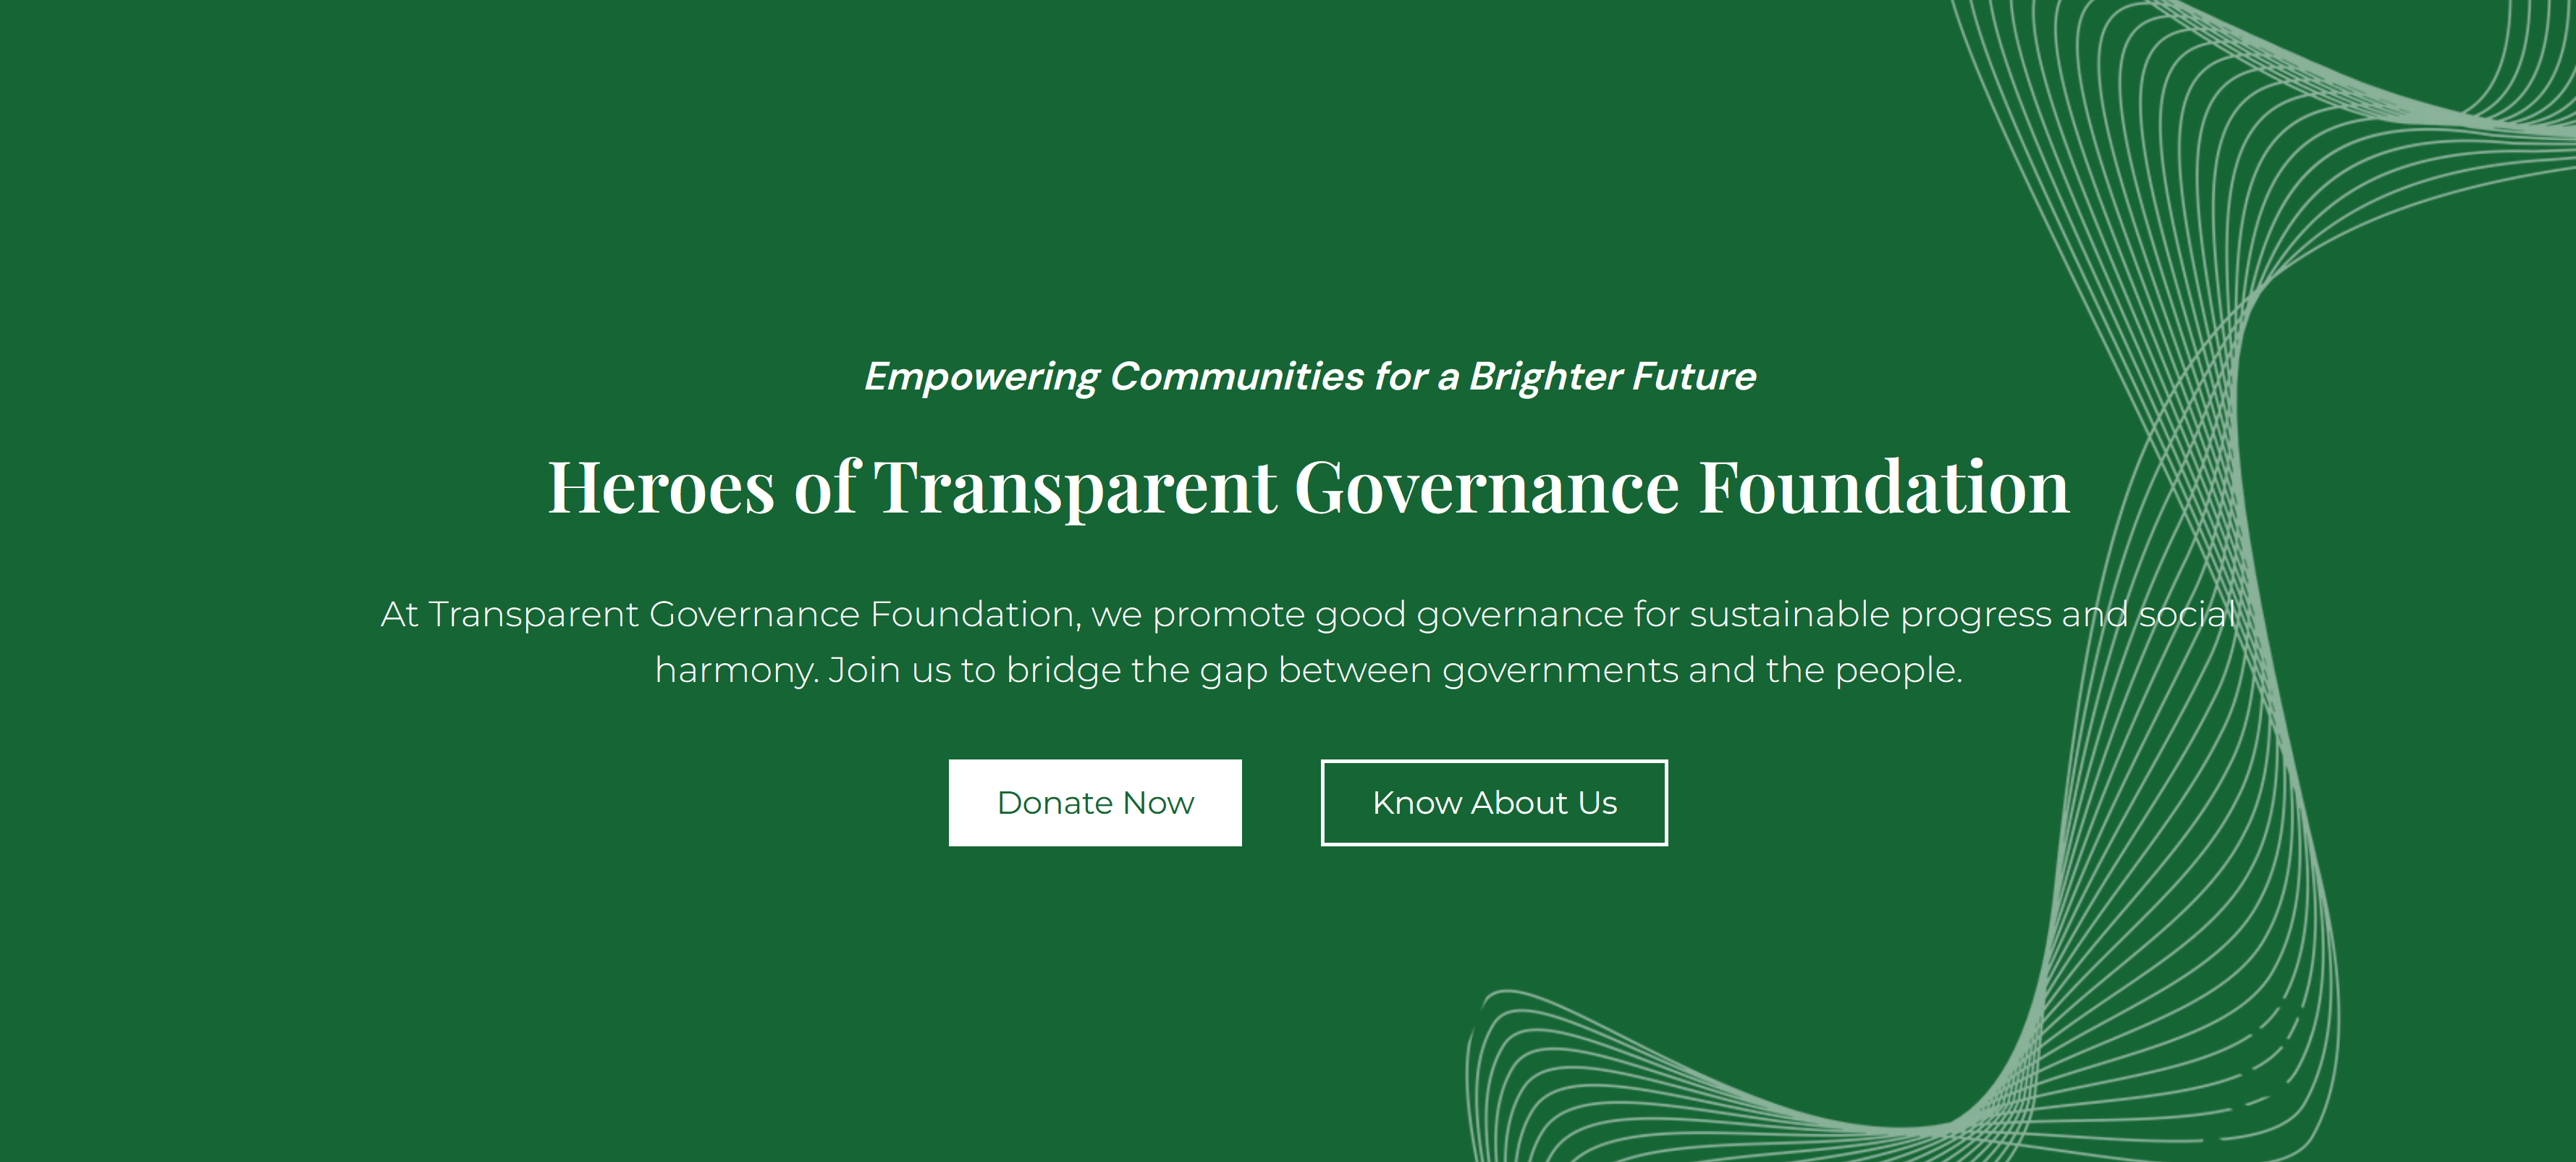 Empowering Communities for a Brighter Future
Heroes of Transparent Governance Foundation
At Transparent Governance Foundation, we promote good governance for sustainable progress and social
harmony. Join us to bridge the gap between governments and the people.
Donate Now
Know About Us